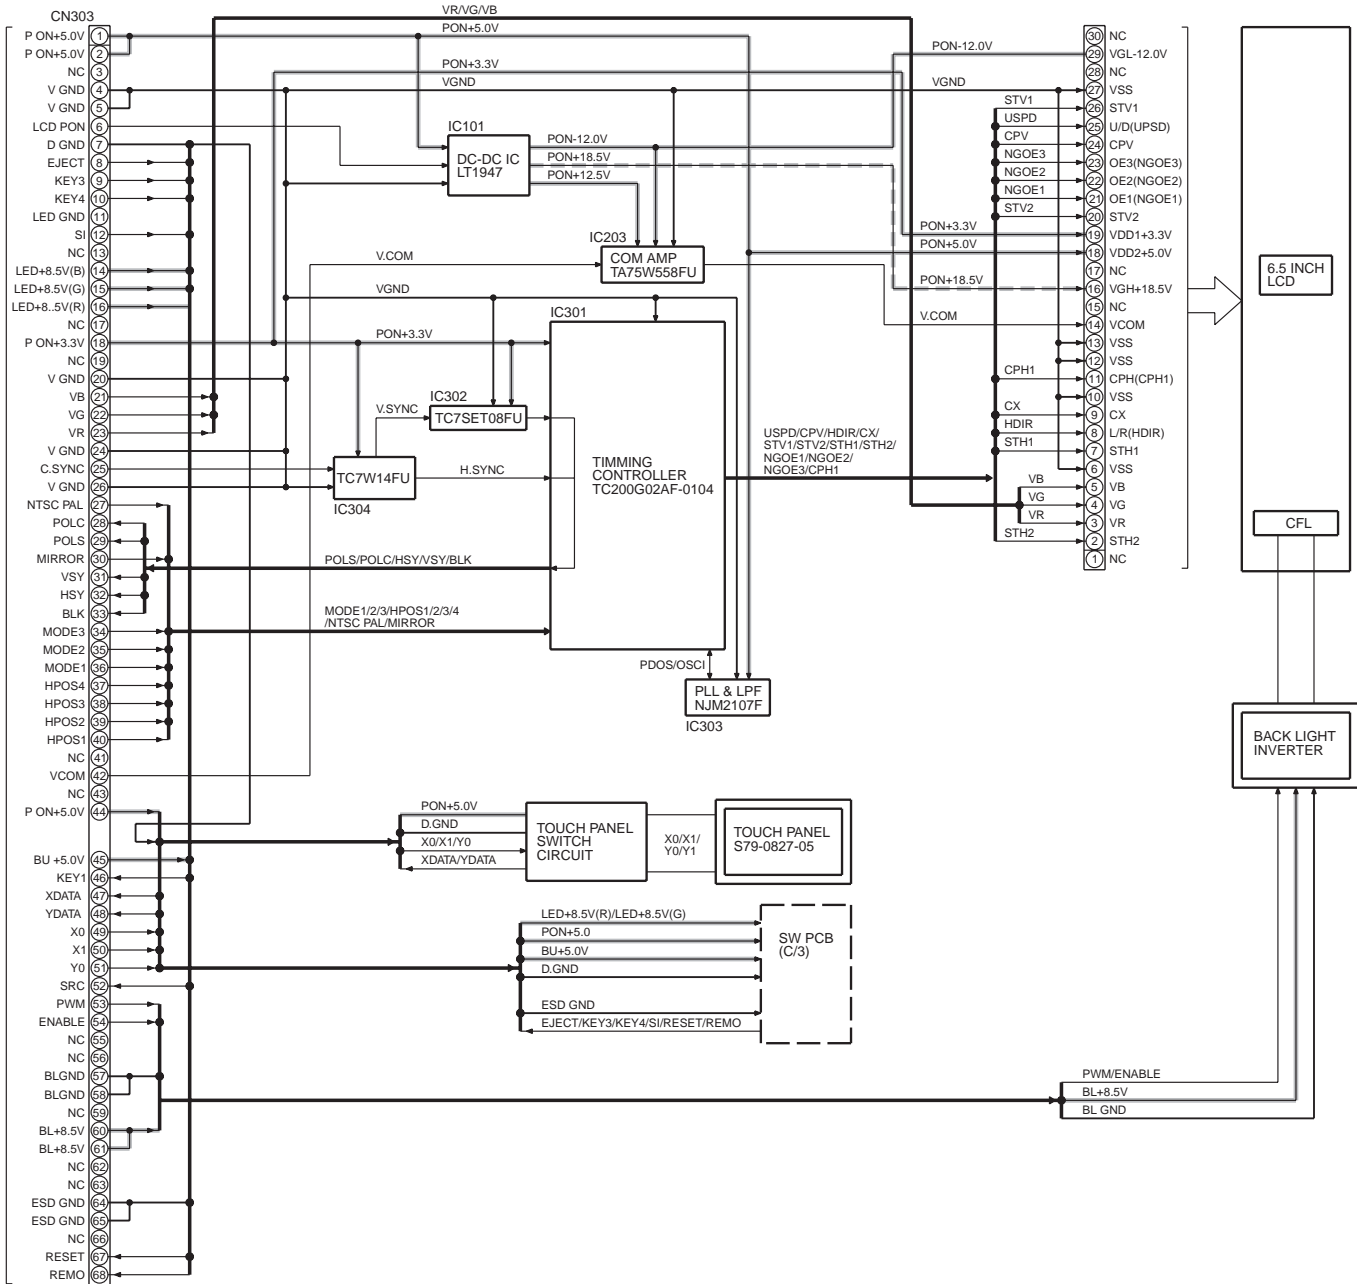 CN303
P ON+5.0V 1
P ON+5.0V 2
NC 3
V GND 4
V GND 5
LCD PON 6
D GND 7
EJECT 8
KEY3 9
KEY4 10
LED GND 11
SI 12
NC 13
LED+8.5V(B) 14
LED+8.5V(G) 15
LED+8..5V(R) 16
NC 17
P ON+3.3V 18
NC 19
V GND 20
VB 21
VG 22
VR 23
V GND 24
C.SYNC 25
V GND 26
NTSC PAL 27
POLC 28
POLS 29
MIRROR 30
VSY 31
HSY 32
BLK 33
MODE3 34
MODE2 35
MODE1 36
HPOS4 37
HPOS3 38
HPOS2 39
HPOS1 40
NC 41
VCOM 42
NC 43
P ON+5.0V 44
BU +5.0V 45
KEY1 46
XDATA 47
YDATA 48
X0 49
X1 50
Y0 51
SRC 52
PWM 53
ENABLE 54
NC 55
NC 56
BLGND 57
BLGND 58
NC 59
BL+8.5V 60
BL+8.5V 61
NC 62
NC 63
ESD GND 64
ESD GND 65
NC 66
RESET 67
REMO 68
VR/VG/VB
PON+5.0V
PON+3.3V
VGND
IC101
DC-DC IC
LT1947
PON-12.0V
PON+18.5V
PON+12.5V
IC203
COM AMP
TA75W558FU
V.COM
VGND
IC301
PON+3.3V
IC302
TC7SET08FU
V.SYNC
TC7W14FU
IC304
H.SYNC
TIMMING
CONTROLLER
TC200G02AF-0104
POLS/POLC/HSY/VSY/BLK
MODE1/2/3/HPOS1/2/3/4
/NTSC PAL/MIRROR
PDOS/OSCI
PLL & LPF
NJM2107F
IC303
USPD/CPV/HDIR/CX/
STV1/STV2/STH1/STH2/
NGOE1/NGOE2/
NGOE3/CPH1
PON+5.0V
D.GND
X0/X1/Y0
XDATA/YDATA
TOUCH PANEL
SWITCH
CIRCUIT
X0/X1/
Y0/Y1
TOUCH PANEL
S79-0827-05
LED+8.5V(R)/LED+8.5V(G)
PON+5.0
BU+5.0V
D.GND
ESD GND
EJECT/KEY3/KEY4/SI/RESET/REMO
SW PCB
(C/3)
PON-12.0V
VGND
STV1
USPD
CPV
NGOE3
NGOE2
NGOE1
STV2
PON+3.3V
PON+5.0V
PON+18.5V
V.COM
CPH1
CX
HDIR
STH1
VB
VG
VR
STH2
30 NC
29 VGL-12.0V
28 NC
27 VSS
26 STV1
25 U/D(UPSD)
24 CPV
23 OE3(NGOE3)
22 OE2(NGOE2)
21 OE1(NGOE1)
20 STV2
19 VDD1+3.3V
18 VDD2+5.0V
17 NC
16 VGH+18.5V
15 NC
14 VCOM
13 VSS
12 VSS
11 CPH(CPH1)
10 VSS
9 CX
8 L/R(HDIR)
7 STH1
6 VSS
5 VB
4 VG
3 VR
2 STH2
1 NC
6.5 INCH
LCD
CFL
BACK LIGHT
INVERTER
PWM/ENABLE
BL+8.5V
BL GND